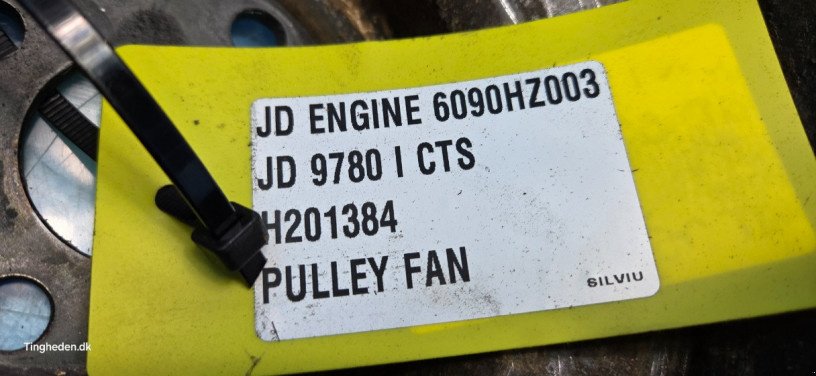 JD ENGINE 6090HZ003
JD 9780 I CTS
H201384
PULLEY FAN
SILVIU
Tingheden.dk